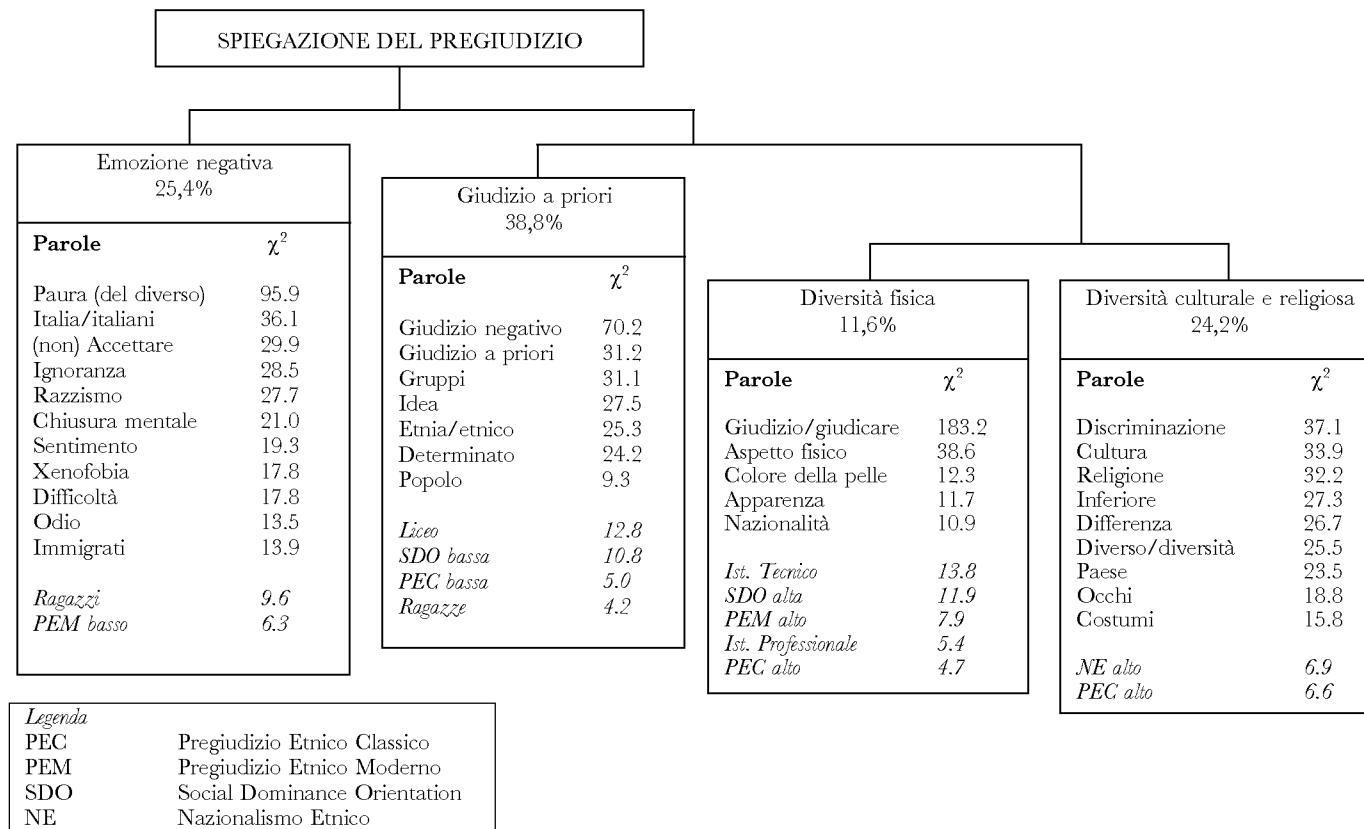 SPIEGAZIONE DEL PREGIUDIZIO
Emozione negativa
25,4%
Parole χ²
Paura (del diverso) 95.9
Italia/italiani 36.1
(non) Accettare 29.9
Ignoranza 28.5
Razzismo 27.7
Chiusura mentale 21.0
Sentimento 19.3
Xenofobia 17.8
Difficoltà 17.8
Odio 13.5
Immigrati 13.9
Ragazzi 9.6
PEM basso 6.3
Giudizio a priori
38,8%
Parole χ²
Giudizio negativo 70.2
Giudizio a priori 31.2
Gruppi 31.1
Idea 27.5
Etnia/etnico 25.3
Determinato 24.2
Popolo 9.3
Liceo 12.8
SDO bassa 10.8
PEC bassa 5.0
Ragazze 4.2
Diversità fisica
11,6%
Parole χ²
Giudizio/giudicare 183.2
Aspetto fisico 38.6
Colore della pelle 12.3
Apparenza 11.7
Nazionalità 10.9
Ist. Tecnico 13.8
SDO alta 11.9
PEM alto 7.9
Ist. Professionale 5.4
PEC alto 4.7
Diversità culturale e religiosa
24,2%
Parole χ²
Discriminazione 37.1
Cultura 33.9
Religione 32.2
Inferiore 27.3
Differenza 26.7
Diverso/diversità 25.5
Paese 23.5
Occhi 18.8
Costumi 15.8
NE alto 6.9
PEC alto 6.6
Legenda
PEC Pregiudizio Etnico Classico
PEM Pregiudizio Etnico Moderno
SDO Social Dominance Orientation
NE Nazionalismo Etnico